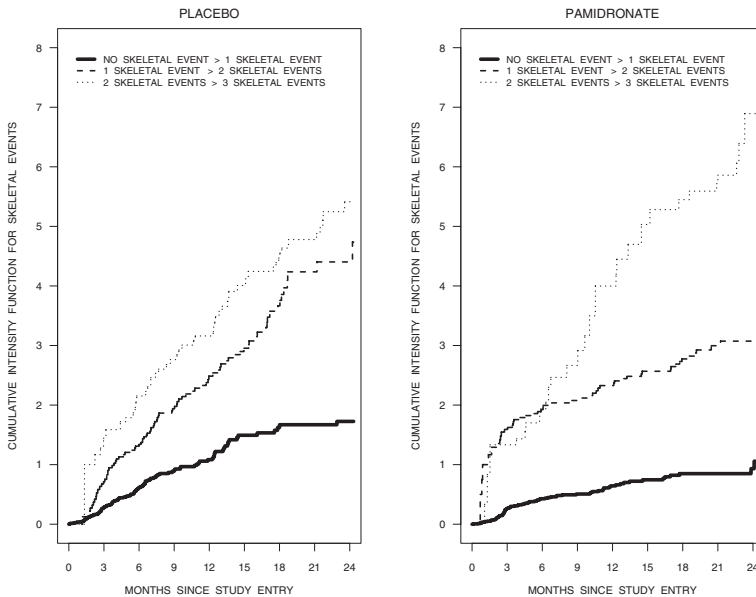 PLACEBO
8
7
6
5
4
3
2
1
0
CUMULATIVE INTENSITY FUNCTION FOR SKELETAL EVENTS
NO SKELETAL EVENT > 1 SKELETAL EVENT
1 SKELETAL EVENT > 2 SKELETAL EVENTS
2 SKELETAL EVENTS > 3 SKELETAL EVENTS
0 3 6 9 12 15 18 21 24
MONTHS SINCE STUDY ENTRY
PAMIDRONATE
8
7
6
5
4
3
2
1
0
CUMULATIVE INTENSITY FUNCTION FOR SKELETAL EVENTS
NO SKELETAL EVENT > 1 SKELETAL EVENT
1 SKELETAL EVENT > 2 SKELETAL EVENTS
2 SKELETAL EVENTS > 3 SKELETAL EVENTS
0 3 6 9 12 15 18 21 24
MONTHS SINCE STUDY ENTRY